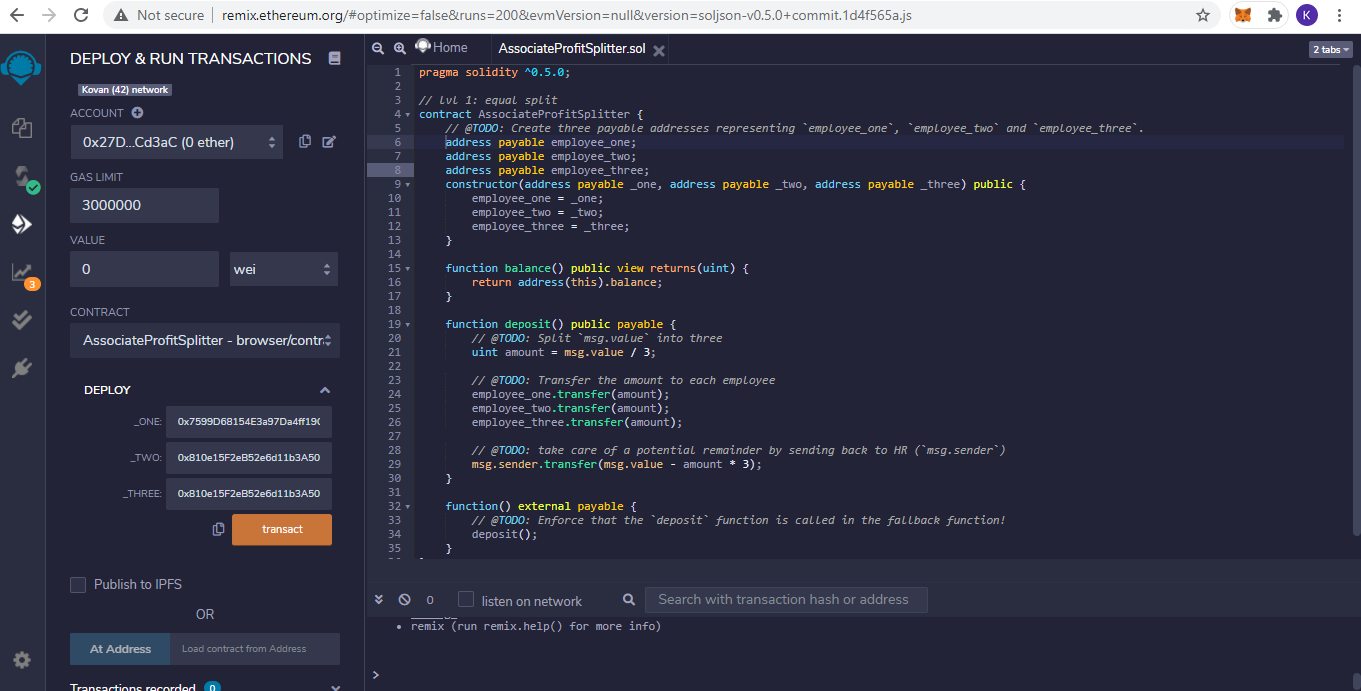 Not secure | remix.ethereum.org/#optimize=false&runs=200&evmVersion=null&version=soljson-v0.5.0+commit.1d4f565a.js
K
DEPLOY & RUN TRANSACTIONS
Kovan (42) network
ACCOUNT
0x27D...Cd3aC (0 ether)
GAS LIMIT
3000000
VALUE
0
wei
3
CONTRACT
AssociateProfitSplitter - browser/contr
DEPLOY
_ONE:
0x7599D68154E3a97Da4ff190
_TWO:
0x810e15F2eB52e6d11b3A50
_THREE:
0x810e15F2eB52e6d11b3A50
transact
Publish to IPFS
OR
At Address
Load contract from Address
Transactions recorded 0
Home
AssociateProfitSplitter.sol
2 tabs
1 pragma solidity ^0.5.0;
2
3 // lvl 1: equal split
4 contract AssociateProfitSplitter {
5 // @TODO: Create three payable addresses representing `employee_one`, `employee_two` and `employee_three`.
6 address payable employee_one;
7 address payable employee_two;
8 address payable employee_three;
9 constructor(address payable _one, address payable _two, address payable _three) public {
10 employee_one = _one;
11 employee_two = _two;
12 employee_three = _three;
13 }
14
15 function balance() public view returns(uint) {
16 return address(this).balance;
17 }
18
19 function deposit() public payable {
20 // @TODO: Split `msg.value` into three
21 uint amount = msg.value / 3;
22
23 // @TODO: Transfer the amount to each employee
24 employee_one.transfer(amount);
25 employee_two.transfer(amount);
26 employee_three.transfer(amount);
27
28 // @TODO: take care of a potential remainder by sending back to HR (`msg.sender`)
29 msg.sender.transfer(msg.value - amount * 3);
30 }
31
32 function() external payable {
33 // @TODO: Enforce that the `deposit` function is called in the fallback function!
34 deposit();
35 }
0
listen on network
Search with transaction hash or address
• remix (run remix.help() for more info)
>